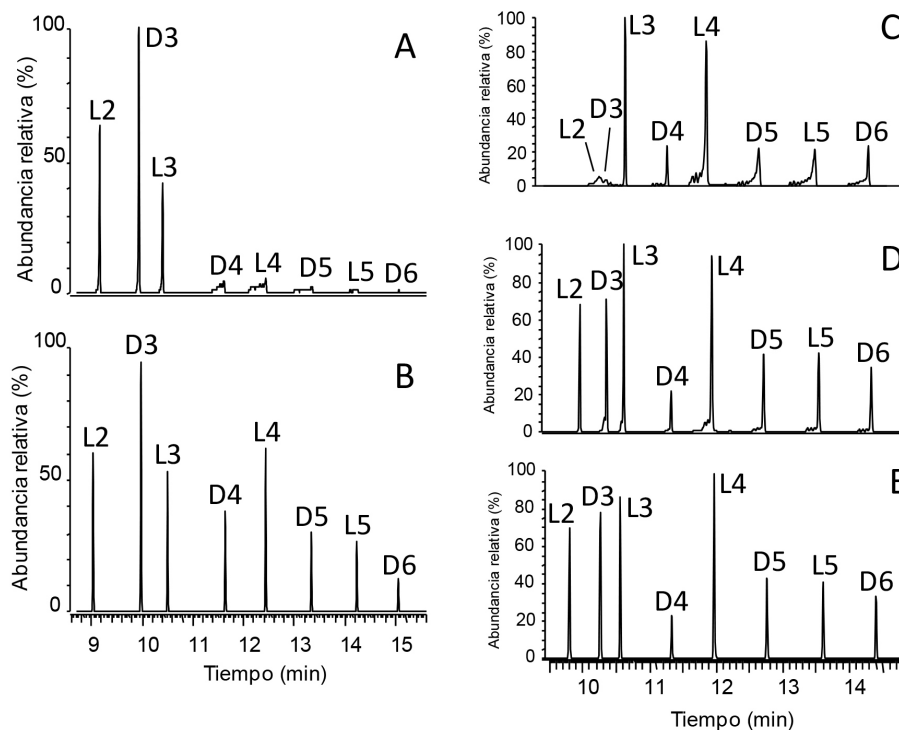 A
100
50
0
Abundancia relativa (%)
L2
D3
L3
D4
L4
D5
L5
D6
B
100
50
0
Abundancia relativa (%)
L2
D3
L3
D4
L4
D5
L5
D6
9 10 11 12 13 14 15
Tiempo (min)
C
100
80
60
40
20
0
Abundancia relativa (%)
L2
D3
L3
D4
L4
D5
L5
D6
D
100
80
60
40
20
0
Abundancia relativa (%)
L2
D3
L3
D4
L4
D5
L5
D6
E
80
60
40
20
0
Abundancia relativa (%)
L2
D3
L3
D4
L4
D5
L5
D6
10 11 12 13 14
Tiempo (min)